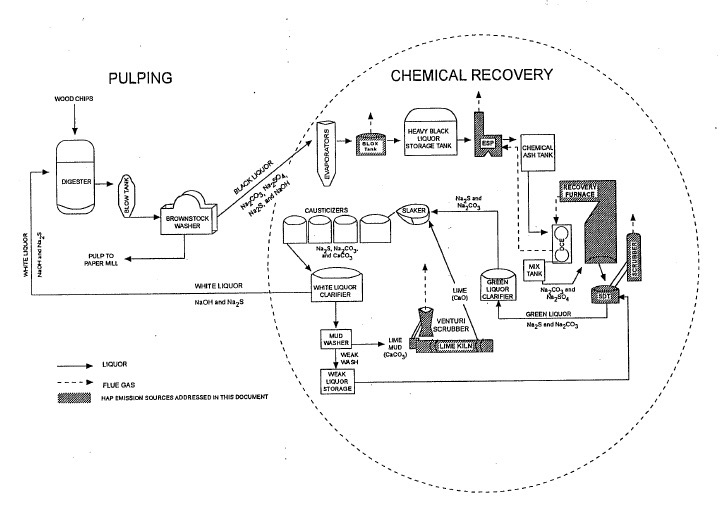 PULPING
CHEMICAL RECOVERY
WOOD CHIPS
DIGESTER
BLOW TANK
BROWNSTOCK
WASHER
PULP TO
PAPER MILL
BLACK LIQUOR
Na2CO3, Na2SO4,
Na2S, and NaOH
EVAPORATORS
BLOX
Tank
HEAVY BLACK
LIQUOR
STORAGE TANK
ESP
CHEMICAL
ASH TANK
RECOVERY
FURNACE
DCE
MIX
TANK
Na2CO3 and
Na2SO4
SCRUBBER
SDT
GREEN LIQUOR
Na2S and Na2CO3
GREEN
LIQUOR
CLARIFIER
Na2S and
Na2CO3
SLAKER
CAUSTICIZERS
Na2S, Na2CO3,
and CaCO3
WHITE LIQUOR
CLARIFIER
WHITE LIQUOR
NaOH and Na2S
WHITE LIQUOR
NaOH and Na2S
LIME
(CaO)
VENTURI
SCRUBBER
LIME KILN
MUD
WASHER
LIME
MUD
(CaCO3)
WEAK
WASH
WEAK
LIQUOR
STORAGE
LIQUOR
FLUE GAS
HAP EMISSION SOURCES ADDRESSED IN THIS DOCUMENT